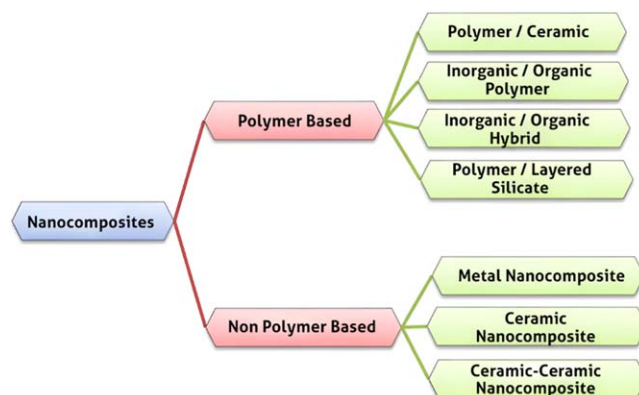 Polymer / Ceramic
Inorganic / Organic
Polymer
Polymer Based
Inorganic / Organic
Hybrid
Polymer / Layered
Silicate
Nanocomposites
Metal Nanocomposite
Non Polymer Based
Ceramic
Nanocomposite
Ceramic-Ceramic
Nanocomposite